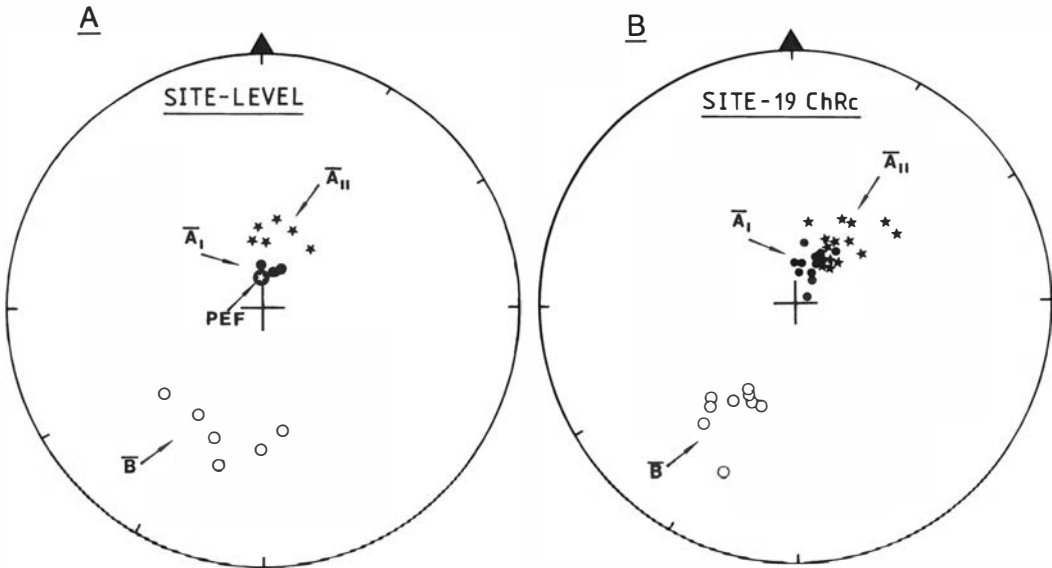 A
SITE-LEVEL
A̅II
A̅I
PEF
B̅
B
SITE-19 ChRc
A̅II
A̅I
B̅